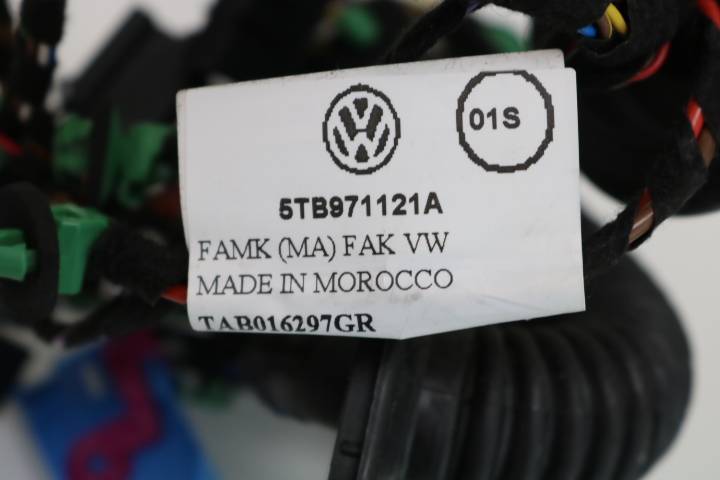 01S
5TB971121A
FAMK (MA) FAK VW
MADE IN MOROCCO
TAB016297GR